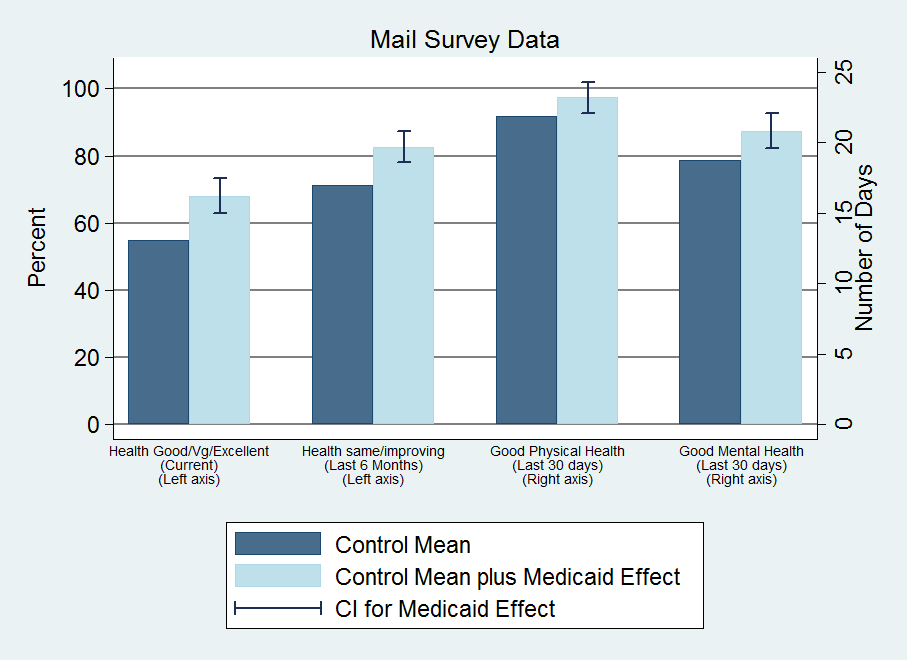 Mail Survey Data
Percent
100
80
60
40
20
0
25
20
15
10
5
0
Number of Days
Health Good/Vg/Excellent
(Current)
(Left axis)
Health same/improving
(Last 6 Months)
(Left axis)
Good Physical Health
(Last 30 days)
(Right axis)
Good Mental Health
(Last 30 days)
(Right axis)
Control Mean
Control Mean plus Medicaid Effect
CI for Medicaid Effect